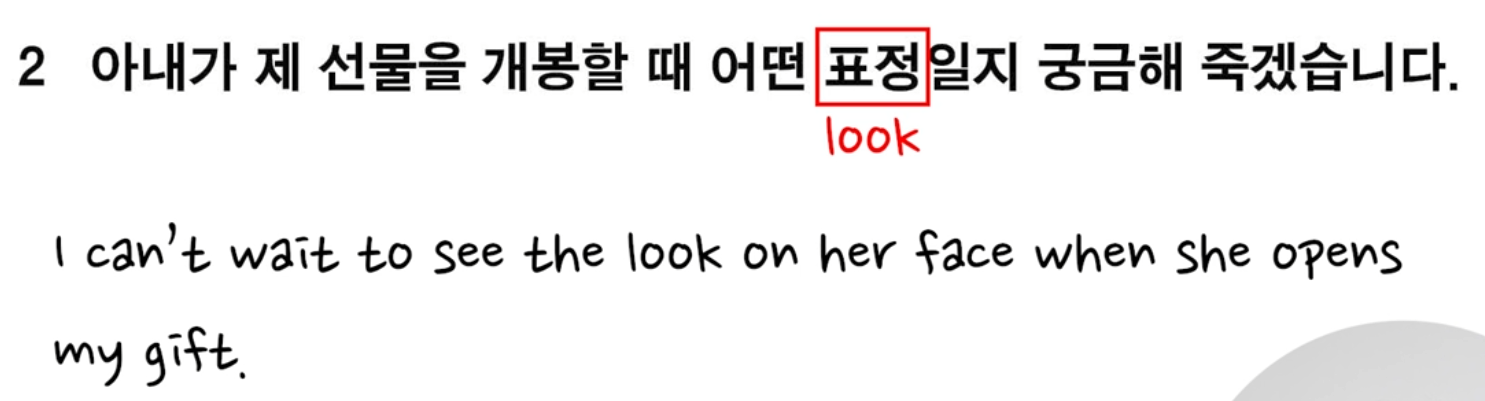 2 아내가 제 선물을 개봉할 때 어떤 표정일지 궁금해 죽겠습니다.
look
I can't wait to see the look on her face when she opens
my gift.